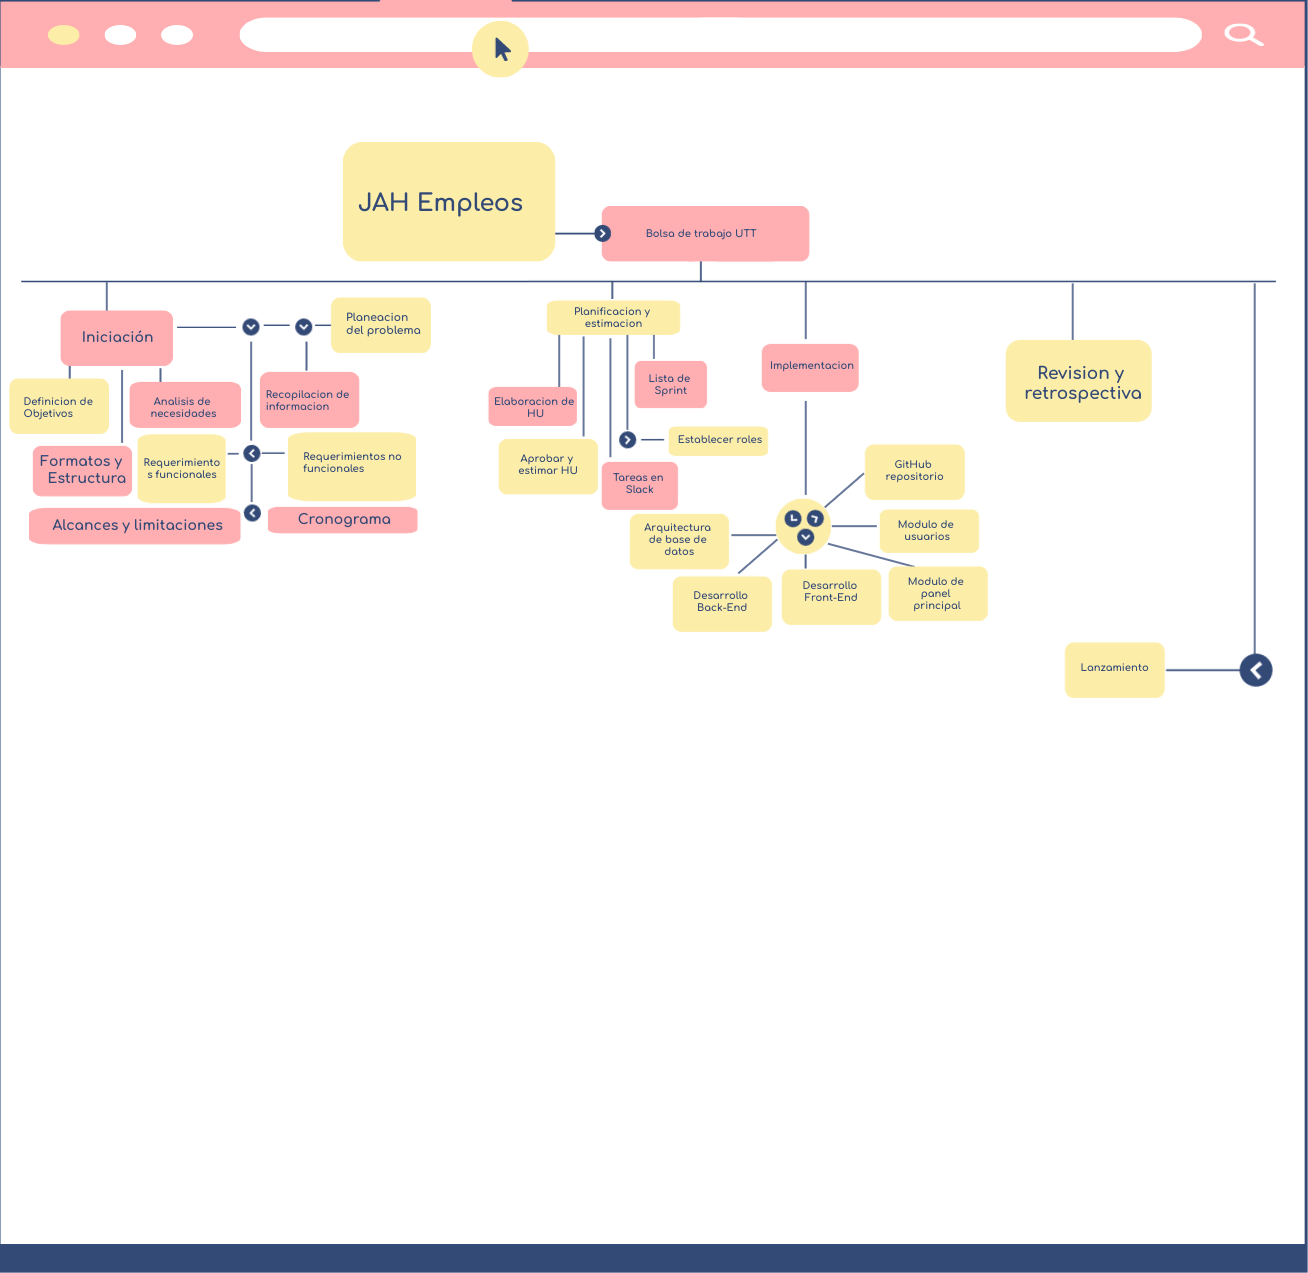 JAH Empleos
Bolsa de trabajo UTT
Iniciación
Planeacion
del problema
Definicion de
Objetivos
Analisis de
necesidades
Recopilacion de
informacion
Formatos y
Estructura
Requerimiento
s funcionales
Requerimientos no
funcionales
Alcances y limitaciones
Cronograma
Planificacion y
estimacion
Elaboracion de
HU
Lista de
Sprint
Aprobar y
estimar HU
Establecer roles
Tareas en
Slack
Implementacion
GitHub
repositorio
Arquitectura
de base de
datos
Modulo de
usuarios
Desarrollo
Back-End
Desarrollo
Front-End
Modulo de
panel
principal
Revision y
retrospectiva
Lanzamiento